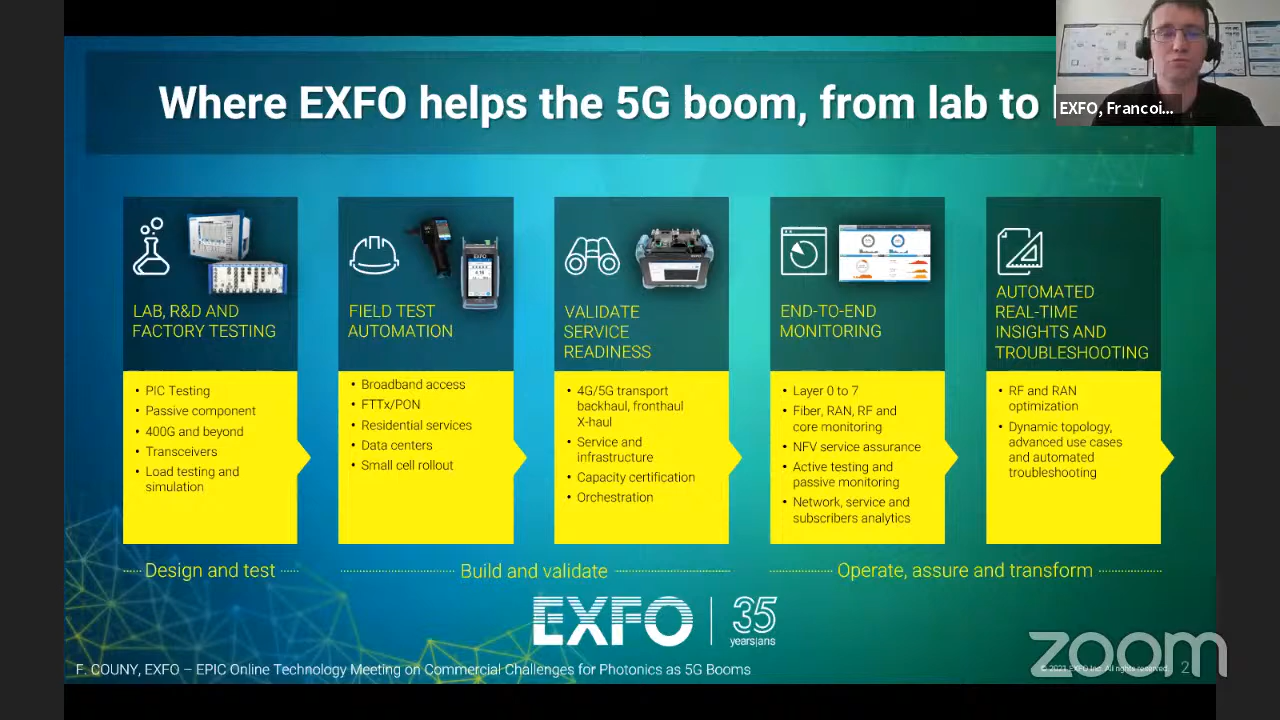 Where EXFO helps the 5G boom, from lab to
EXFO, Francoi...
LAB, R&D AND
FACTORY TESTING
• PIC Testing
• Passive component
• 400G and beyond
• Transceivers
• Load testing and
simulation
FIELD TEST
AUTOMATION
• Broadband access
• FTTx/PON
• Residential services
• Data centers
• Small cell rollout
VALIDATE
SERVICE
READINESS
• 4G/5G transport
backhaul, fronthaul
X-haul
• Service and
infrastructure
• Capacity certification
• Orchestration
END-TO-END
MONITORING
• Layer 0 to 7
• Fiber, RAN, RF and
core monitoring
• NFV service assurance
• Active testing and
passive monitoring
• Network, service and
subscribers analytics
AUTOMATED
REAL-TIME
INSIGHTS AND
TROUBLESHOOTING
• RF and RAN
optimization
• Dynamic topology,
advanced use cases
and automated
troubleshooting
Design and test
Build and validate
Operate, assure and transform
EXFO | 35
years|ans
F. COUNY, EXFO – EPIC Online Technology Meeting on Commercial Challenges for Photonics as 5G Booms
EXFO Inc. All rights reserved.
2
zoom